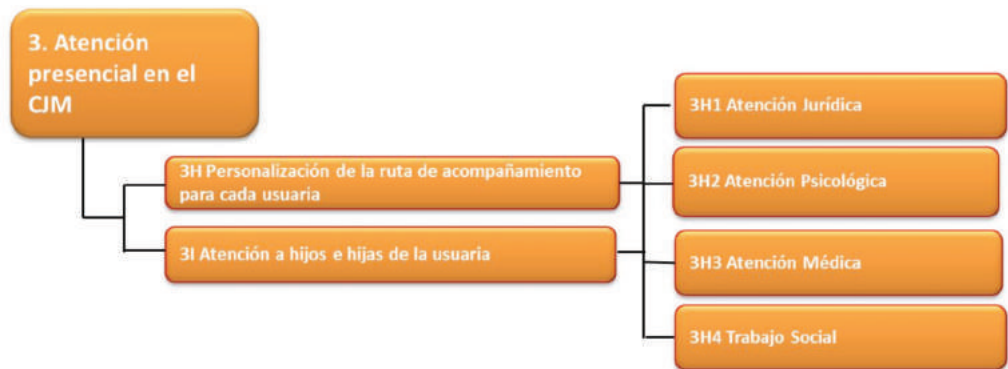 3. Atención
presencial en el
CJM
3H Personalización de la ruta de acompañamiento
para cada usuaria
3I Atención a hijos e hijas de la usuaria
3H1 Atención Jurídica
3H2 Atención Psicológica
3H3 Atención Médica
3H4 Trabajo Social